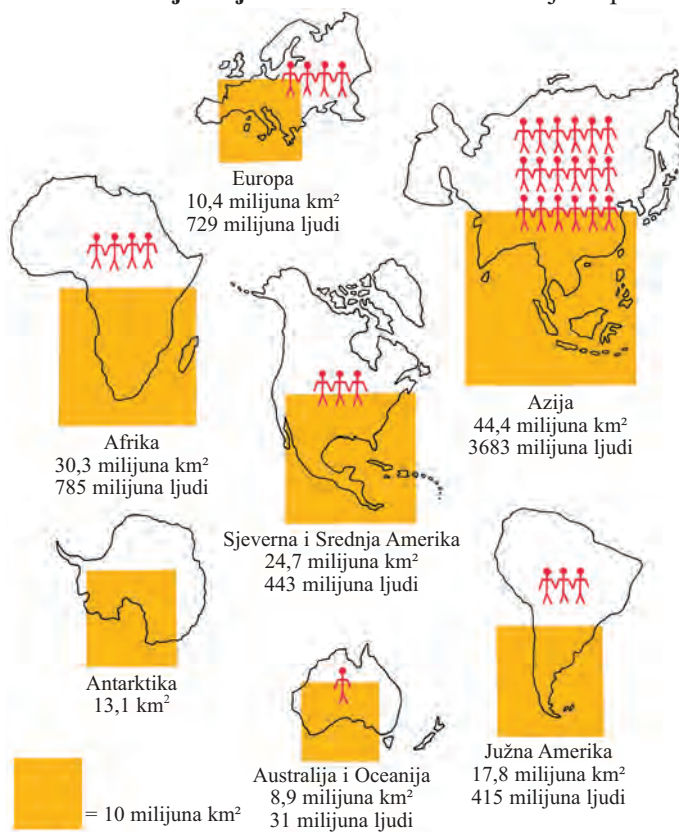 Europa
10,4 milijuna km²
729 milijuna ljudi
Azija
44,4 milijuna km²
3683 milijuna ljudi
Afrika
30,3 milijuna km²
785 milijuna ljudi
Sjeverna i Srednja Amerika
24,7 milijuna km²
443 milijuna ljudi
Antarktika
13,1 km²
Australija i Oceanija
8,9 milijuna km²
31 milijuna ljudi
Južna Amerika
17,8 milijuna km²
415 milijuna ljudi
= 10 milijuna km²